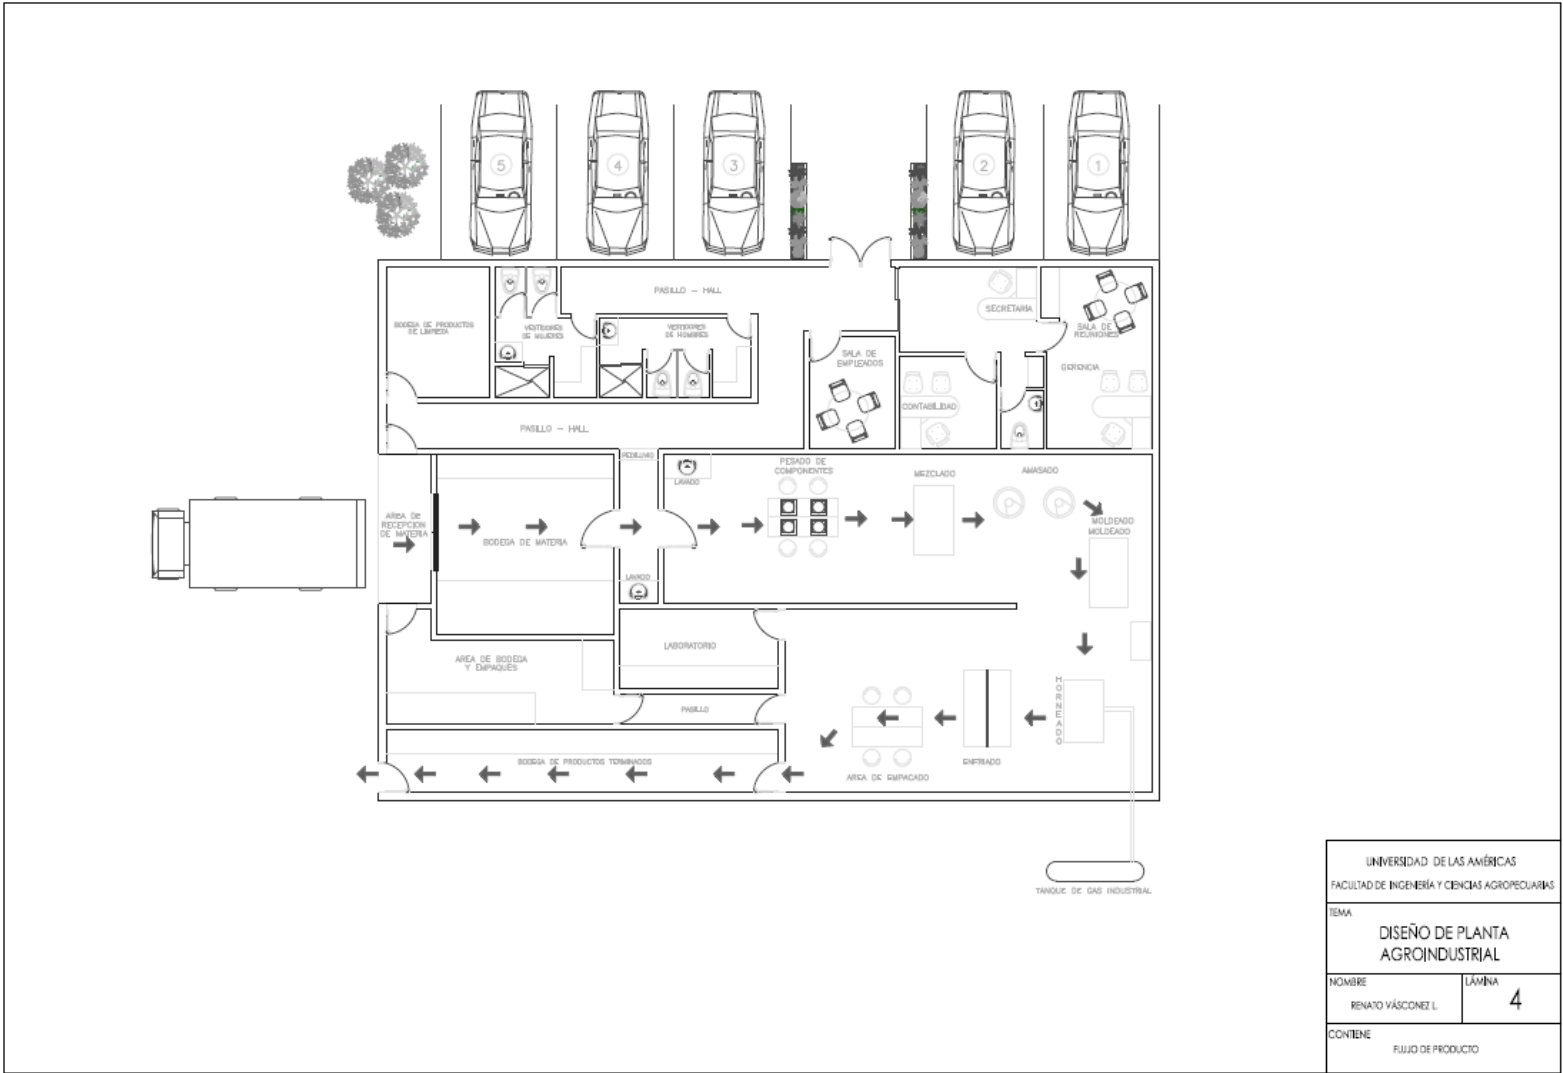 5
4
3
2
1
PASILLO - HALL
SECRETARIA
SALA DE
REUNIONES
BODEGA DE PRODUCTOS
DE LIMPIEZA
VESTIDORES
DE MUJERES
VESTIDORES
DE HOMBRES
SALA DE
EMPLEADOS
GERENCIA
CONTABILIDAD
PASILLO - HALL
PEDILUVIO
LAVADO
PESADO DE
COMPONENTES
MEZCLADO
AMASADO
AREA DE
RECEPCION
DE MATERIA
BODEGA DE MATERIA
MOLDEADO
MOLDEADO
LAVADO
LABORATORIO
AREA DE BODEGA
Y EMPAQUES
PASILLO
HORNEADO
BODEGA DE PRODUCTOS TERMINADOS
AREA DE EMPACADO
ENFRIADO
TANQUE DE GAS INDUSTRIAL
UNIVERSIDAD DE LAS AMÉRICAS
FACULTAD DE INGENIERÍA Y CIENCIAS AGROPECUARIAS
TEMA
DISEÑO DE PLANTA
AGROINDUSTRIAL
NOMBRE
RENATO VÁSCONEZ L.
LÁMINA
4
CONTIENE
FLUJO DE PRODUCTO